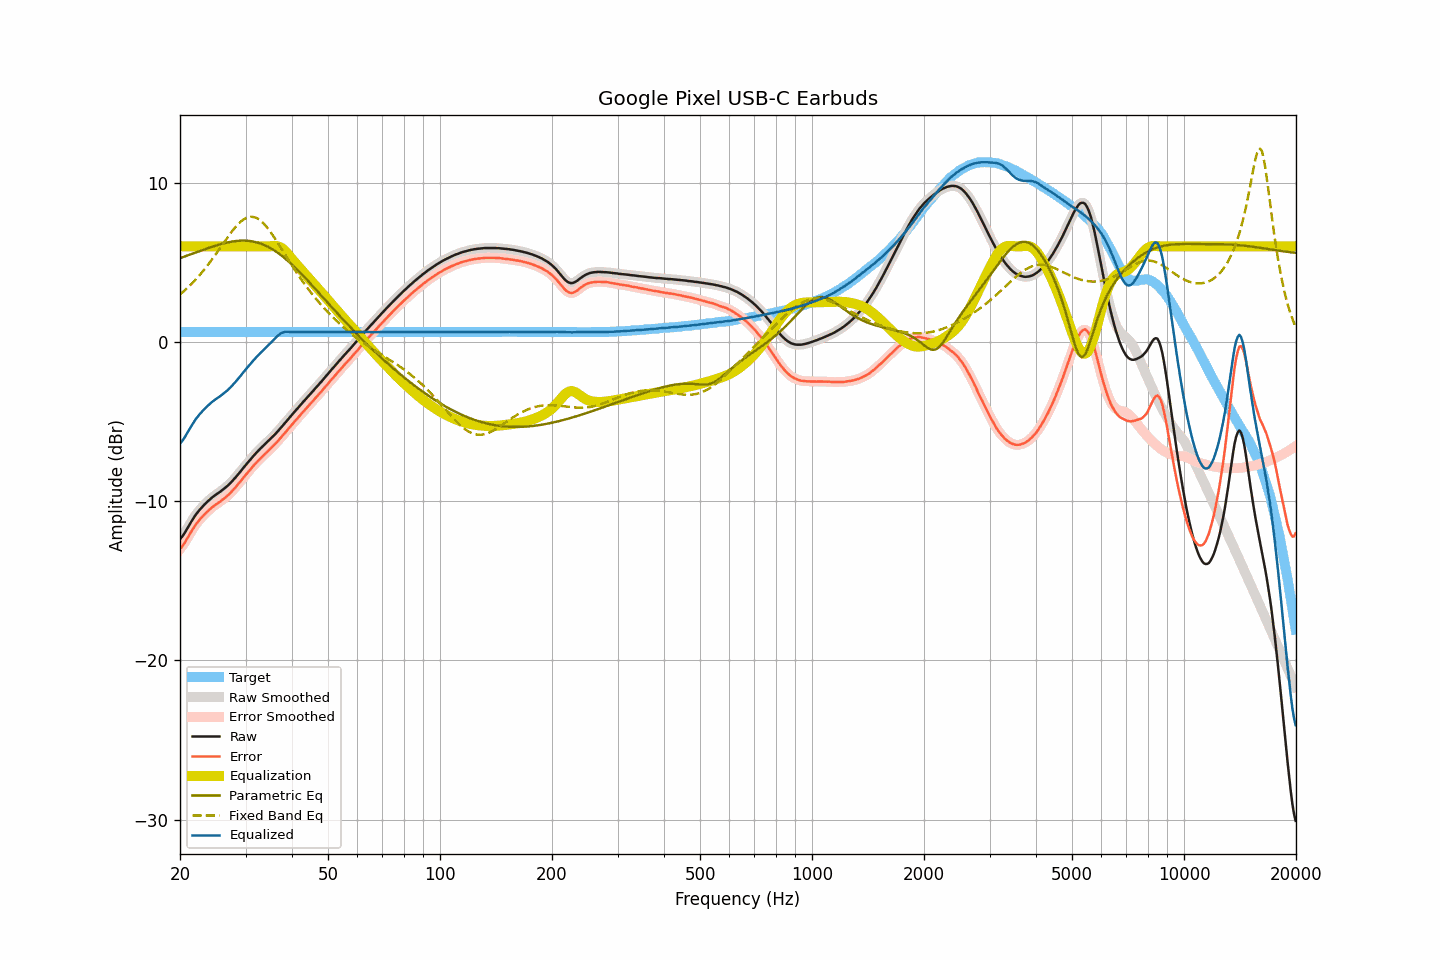 Google Pixel USB-C Earbuds
Amplitude (dBr)
10
0
−10
−20
−30
Target
Raw Smoothed
Error Smoothed
Raw
Error
Equalization
Parametric Eq
Fixed Band Eq
Equalized
20 50 100 200 500 1000 2000 5000 10000 20000
Frequency (Hz)